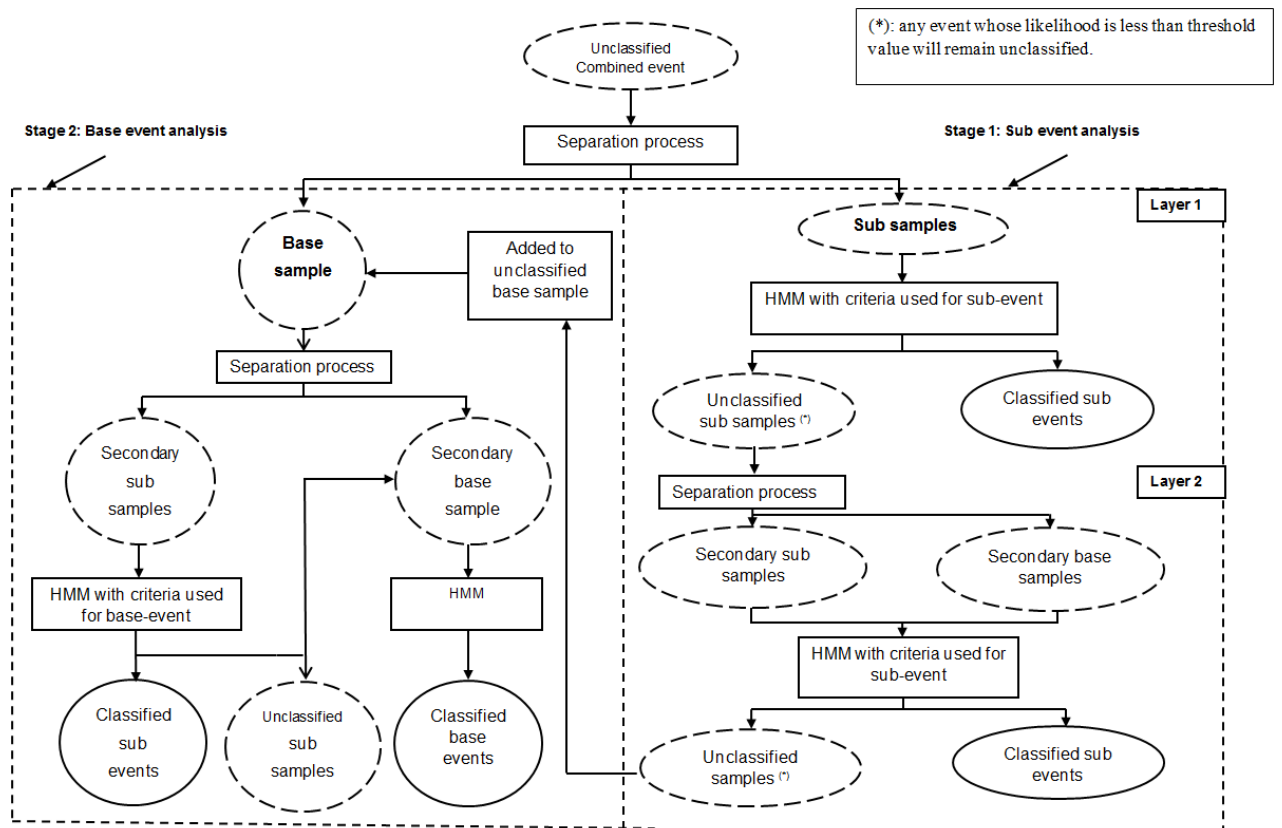 Unclassified
Combined event
(*): any event whose likelihood is less than threshold
value will remain unclassified.
Stage 2: Base event analysis
Separation process
Stage 1: Sub event analysis
Layer 1
Base
sample
Added to
unclassified
base sample
Sub samples
HMM with criteria used for sub-event
Separation process
Unclassified
sub samples (*)
Classified sub
events
Secondary
sub
samples
Secondary
base
sample
Layer 2
Separation process
Secondary sub
samples
Secondary base
samples
HMM with criteria used
for base-event
HMM
HMM with criteria used for
sub-event
Classified
sub
events
Unclassified
sub
samples
Classified
base
events
Unclassified
samples (*)
Classified sub
events